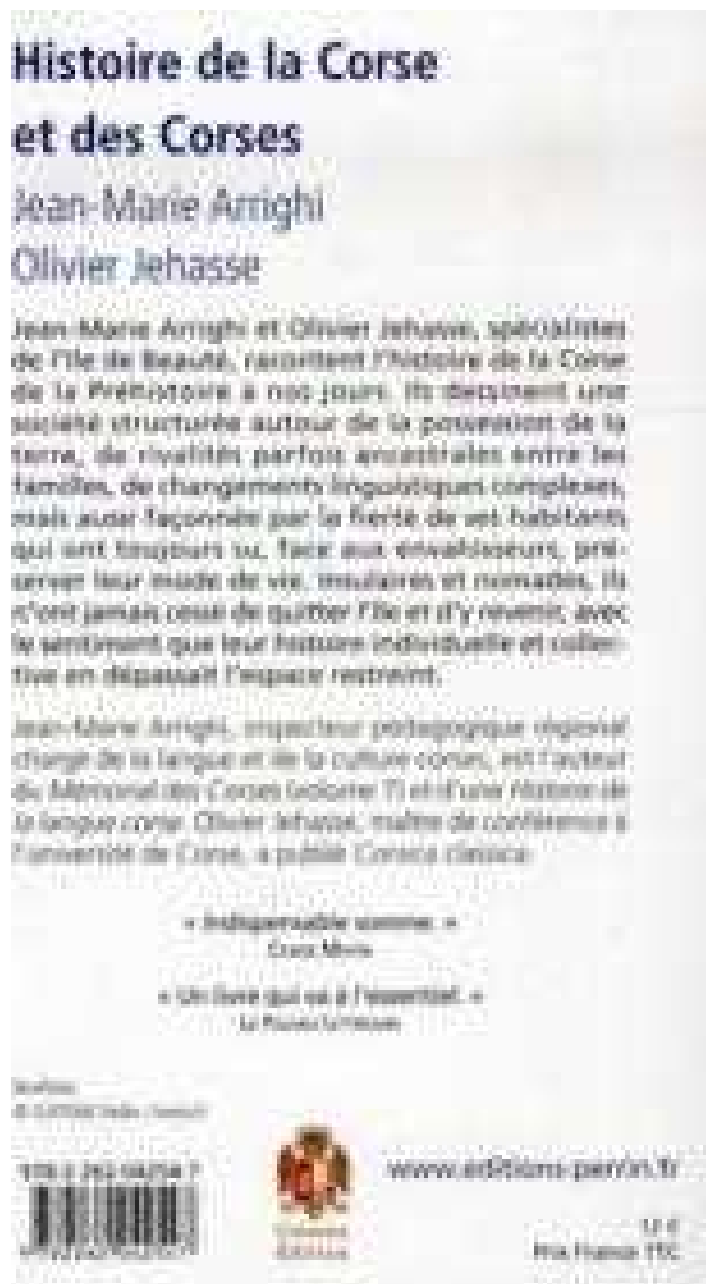 Histoire de la Corse
et des Corses
Jean-Marie Arrighi
Olivier Jehasse
Jean-Marie Arrighi et Olivier Jehasse, spécialistes
de l'île de Beauté, racontent l'histoire de la Corse
de la Préhistoire à nos jours. Ils dessinent une
société structurée autour de la possession de la
terre, de rivalités parfois ancestrales entre les
familles, de changements linguistiques complexes,
mais aussi façonnée par la fierté de ses habitants
qui ont toujours su, face aux envahisseurs, pré-
server leur mode de vie. Insulaires et nomades, ils
n'ont jamais cessé de quitter l'île et d'y revenir, avec
le sentiment que leur histoire individuelle et collec-
tive en dépassait l'espace restreint.
Jean-Marie Arrighi, inspecteur pédagogique régional
chargé de la langue et de la culture corses, est l'auteur
du Mémorial des Corses (volume 7) et d'une Histoire de
la langue corse. Olivier Jehasse, maître de conférence à
l'université de Corse, a publié Corsica classica.
« Indispensable somme. »
« Un livre qui va à l'essentiel. »
www.editions-perrin.fr
12 €
Prix France TTC